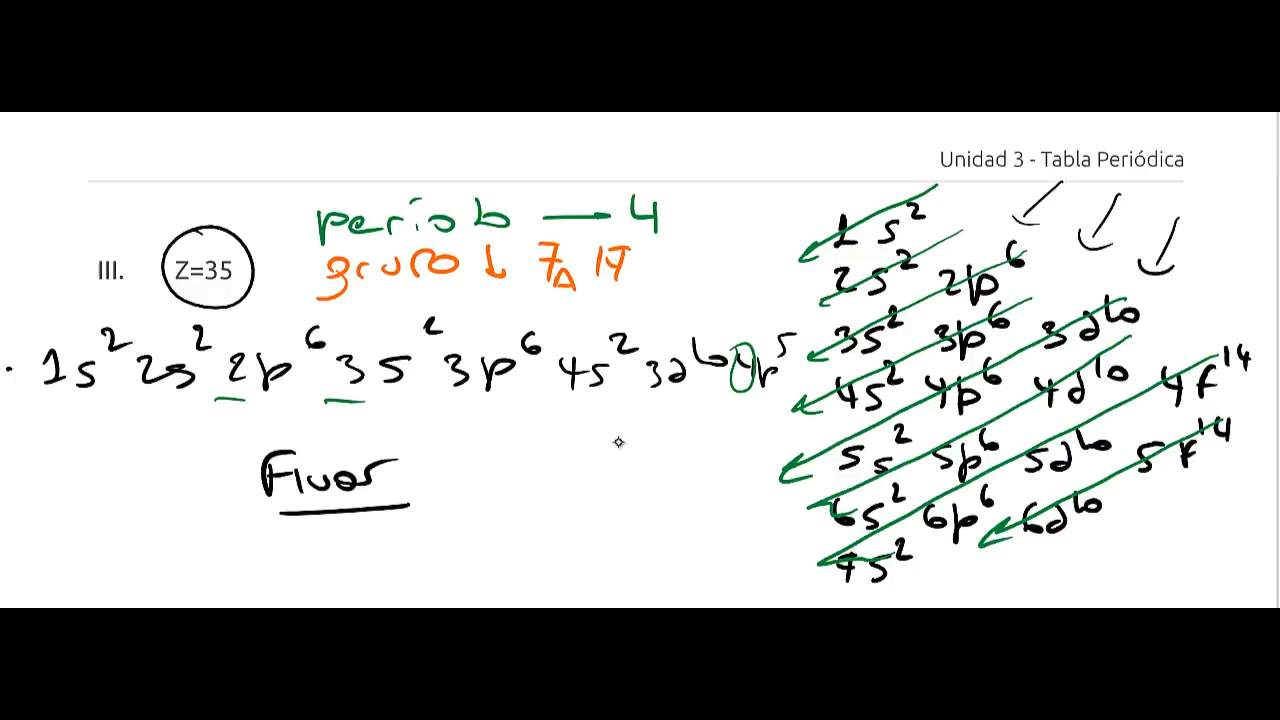 Unidad 3 - Tabla Periódica
periodo → 4
III. Z=35
grupo ↓ 7A 17
1s² 2s² 2p⁶ 3s² 3p⁶ 4s² 3d¹⁰ 4p⁵
Fluor
1s²
2s² 2p⁶
3s² 3p⁶ 3d¹⁰
4s² 4p⁶ 4d¹⁰ 4f¹⁴
5s² 5p⁶ 5d¹⁰ 5f¹⁴
6s² 6p⁶ 6d¹⁰
7s²